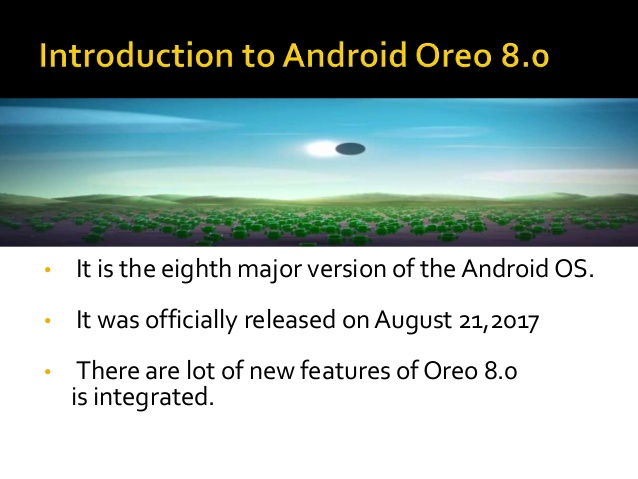 Introduction to Android Oreo 8.0
• It is the eighth major version of the Android OS.
• It was officially released on August 21,2017
• There are lot of new features of Oreo 8.0
is integrated.